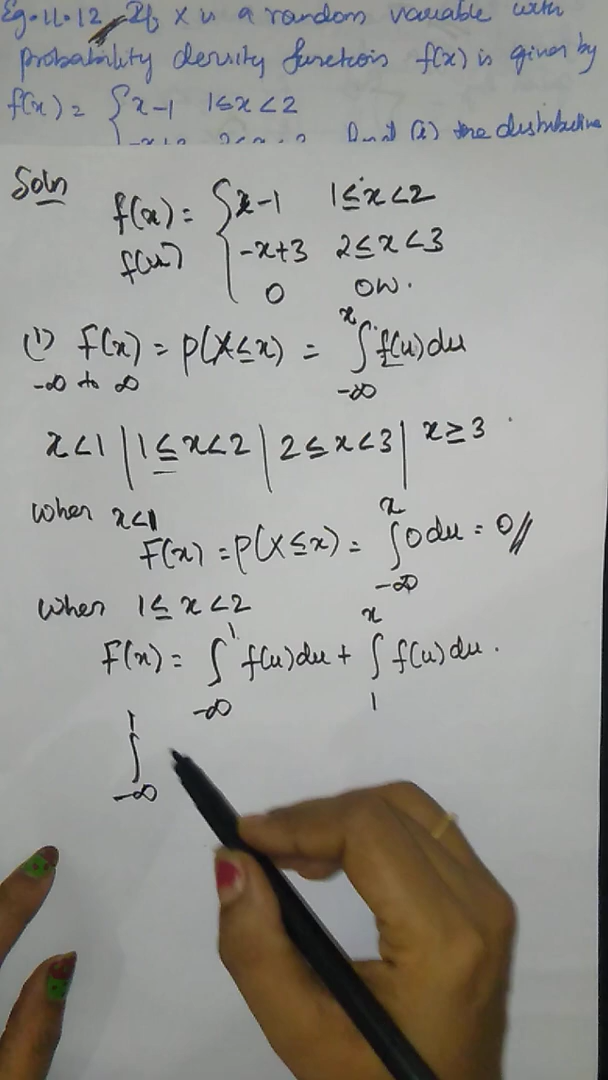 Eg.11.12 If X is a random variable with
probability density function f(x) is given by
f(x) = { x-1 1≤x<2
(a) the distribution
Soln
f(x) = { x-1 1≤x<2
f(u) -x+3 2≤x<3
0 OW.
(1) F(x) = P(X≤x) = ∫_{-∞}^{x} f(u)du
-∞ to ∞
x<1 | 1≤x<2 | 2≤x<3 | x≥3
When x<1
F(x) = P(X≤x) = ∫_{-∞}^{x} 0 du = 0//
When 1≤x<2
F(x) = ∫_{-∞}^{1} f(u)du + ∫_{1}^{x} f(u)du.
∫_{-∞}^{1}